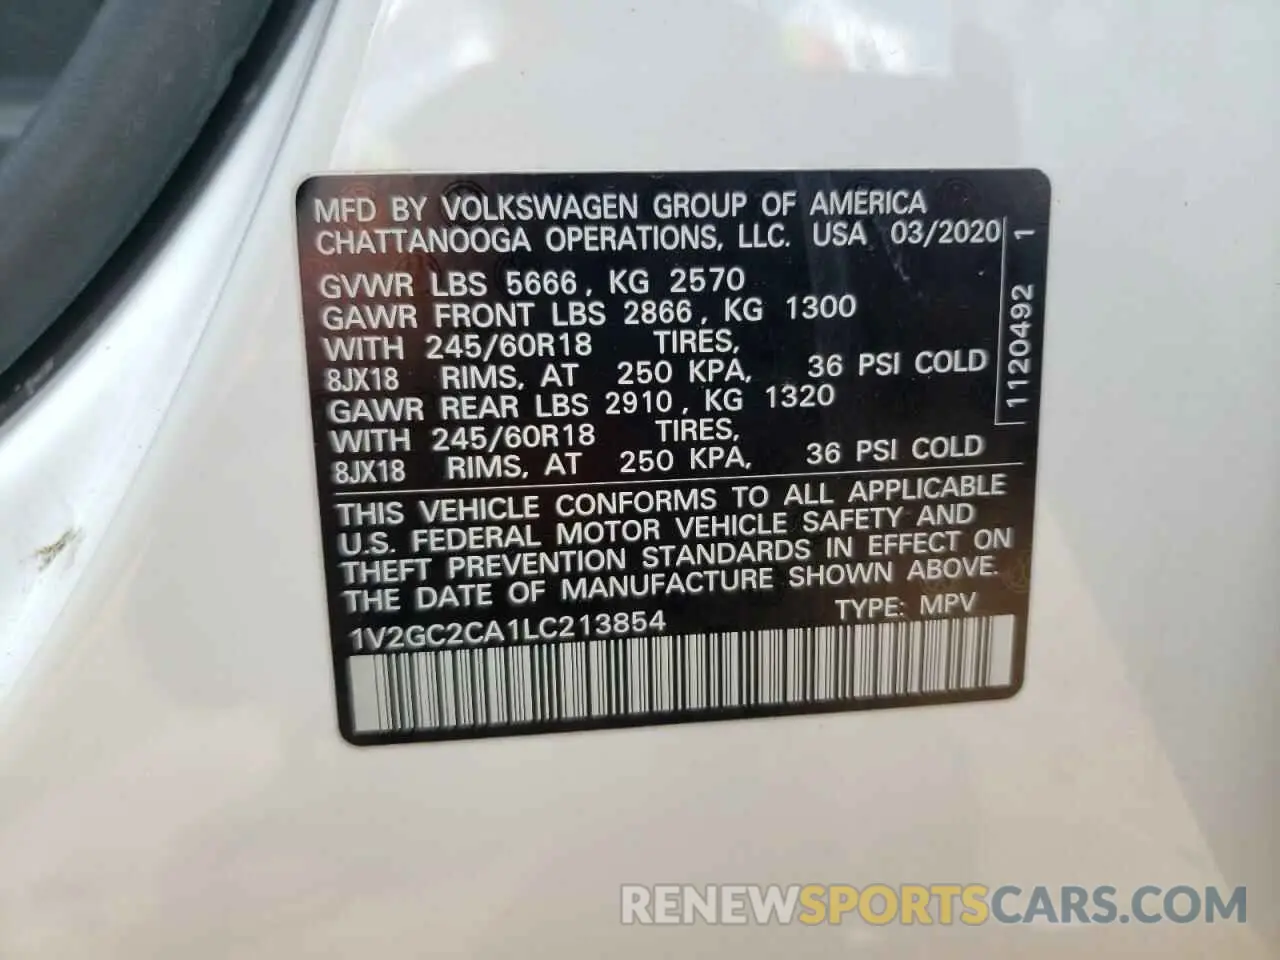 MFD BY VOLKSWAGEN GROUP OF AMERICA
CHATTANOOGA OPERATIONS, LLC. USA 03/2020
GVWR LBS 5666, KG 2570
GAWR FRONT LBS 2866, KG 1300
WITH 245/60R18 TIRES,
8JX18 RIMS, AT 250 KPA, 36 PSI COLD
GAWR REAR LBS 2910, KG 1320
WITH 245/60R18 TIRES,
8JX18 RIMS, AT 250 KPA, 36 PSI COLD
1120492 1
THIS VEHICLE CONFORMS TO ALL APPLICABLE
U.S. FEDERAL MOTOR VEHICLE SAFETY AND
THEFT PREVENTION STANDARDS IN EFFECT ON
THE DATE OF MANUFACTURE SHOWN ABOVE.
1V2GC2CA1LC213854 TYPE: MPV
RENEWSPORTSCARS.COM